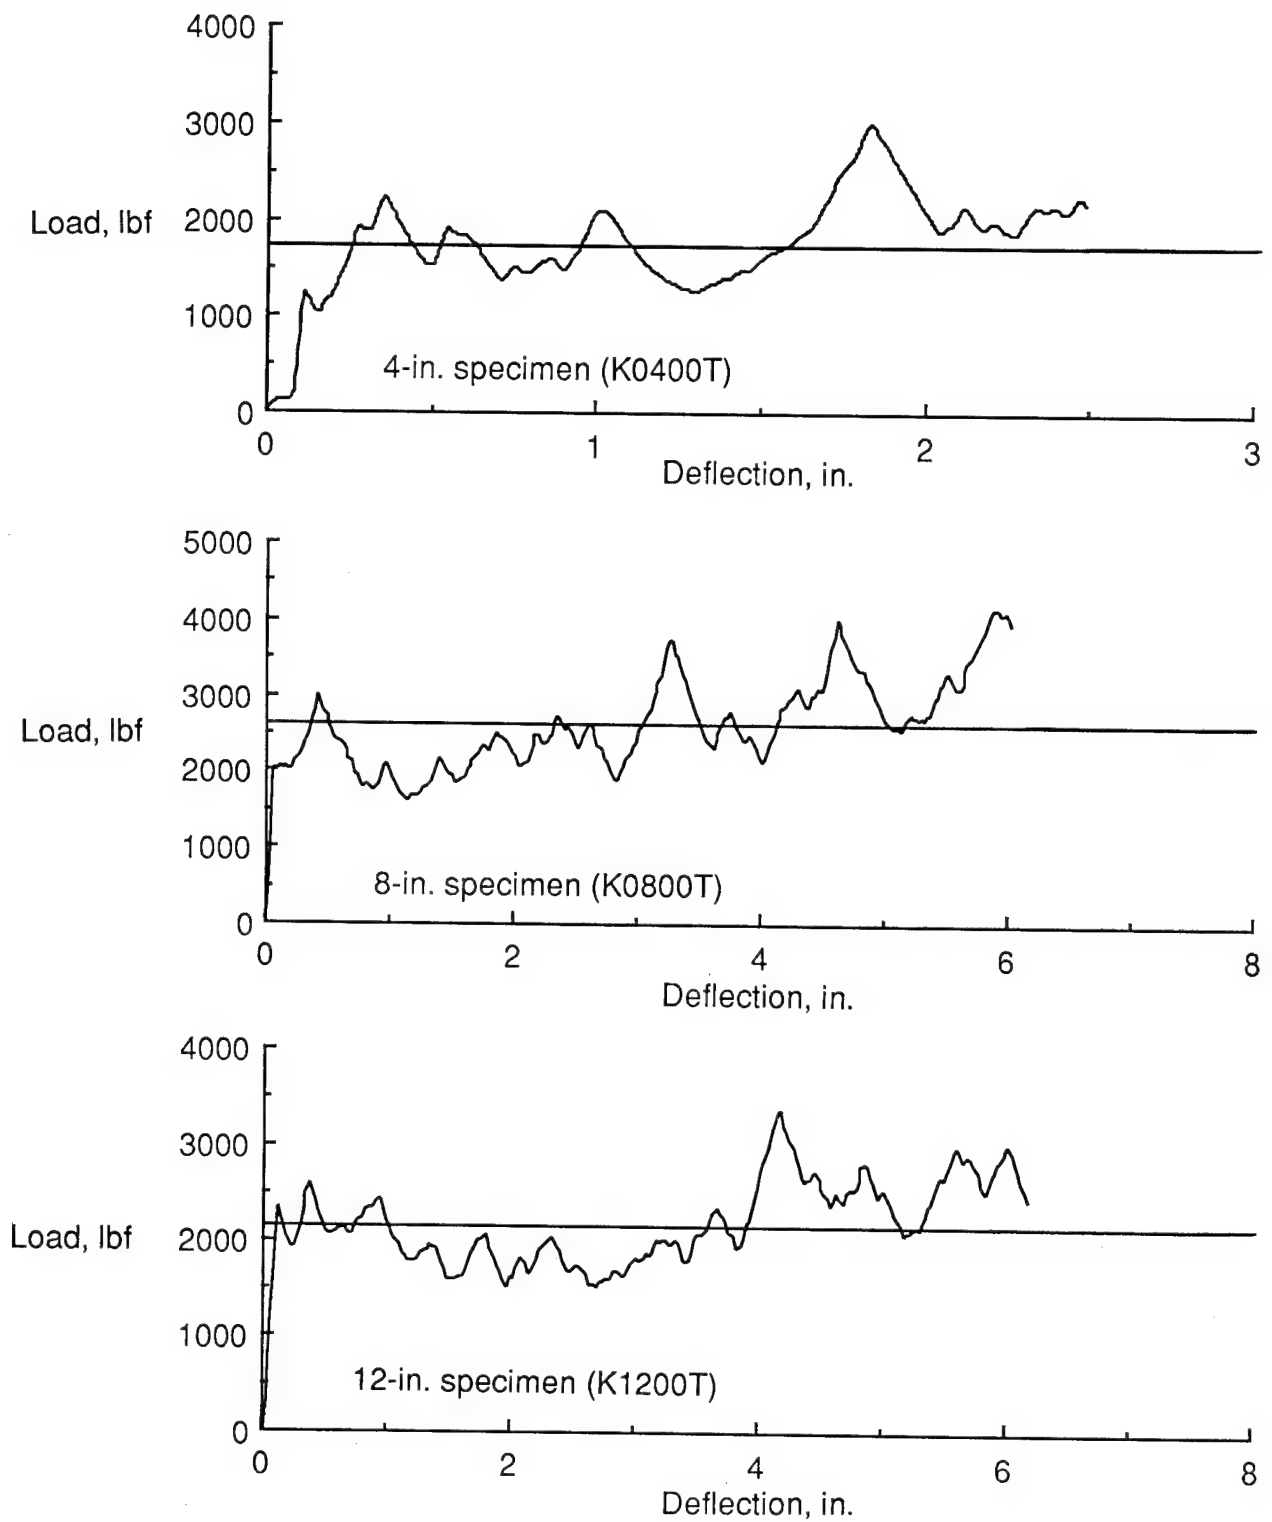 4000
3000
Load, lbf
2000
1000
4-in. specimen (K0400T)
0
0 1 2 3
Deflection, in.
5000
4000
3000
Load, lbf
2000
1000
8-in. specimen (K0800T)
0
0 2 4 6 8
Deflection, in.
4000
3000
Load, lbf
2000
1000
12-in. specimen (K1200T)
0
0 2 4 6 8
Deflection, in.